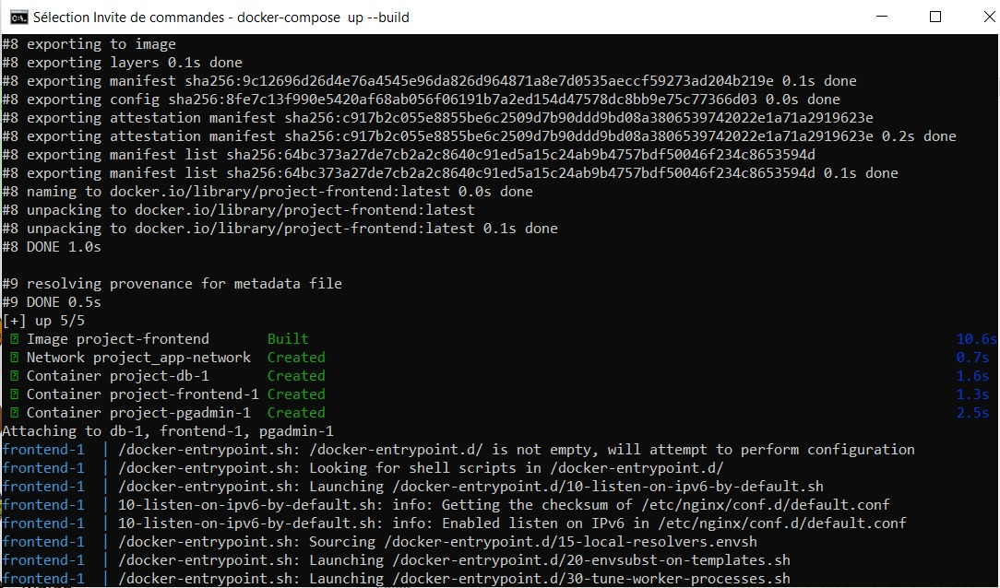 Sélection Invite de commandes - docker-compose up --build
#8 exporting to image
#8 exporting layers 0.1s done
#8 exporting manifest sha256:9c12696d26d4e76a4545e96da826d964871a8e7d0535aeccf59273ad204b219e 0.1s done
#8 exporting config sha256:8fe7c13f990e5420af68ab056f06191b7a2ed154d47578dc8bb9e75c77366d03 0.0s done
#8 exporting attestation manifest sha256:c917b2c055e8855be6c2509d7b90ddd9bd08a3806539742022e1a71a2919623e
#8 exporting attestation manifest sha256:c917b2c055e8855be6c2509d7b90ddd9bd08a3806539742022e1a71a2919623e 0.2s done
#8 exporting manifest list sha256:64bc373a27de7cb2a2c8640c91ed5a15c24ab9b4757bdf50046f234c8653594d
#8 exporting manifest list sha256:64bc373a27de7cb2a2c8640c91ed5a15c24ab9b4757bdf50046f234c8653594d 0.1s done
#8 naming to docker.io/library/project-frontend:latest 0.0s done
#8 unpacking to docker.io/library/project-frontend:latest
#8 unpacking to docker.io/library/project-frontend:latest 0.1s done
#8 DONE 1.0s
#9 resolving provenance for metadata file
#9 DONE 0.5s
[+] up 5/5
Image project-frontend Built 10.6s
Network project_app-network Created 0.7s
Container project-db-1 Created 1.6s
Container project-frontend-1 Created 1.3s
Container project-pgadmin-1 Created 2.5s
Attaching to db-1, frontend-1, pgadmin-1
frontend-1 | /docker-entrypoint.sh: /docker-entrypoint.d/ is not empty, will attempt to perform configuration
frontend-1 | /docker-entrypoint.sh: Looking for shell scripts in /docker-entrypoint.d/
frontend-1 | /docker-entrypoint.sh: Launching /docker-entrypoint.d/10-listen-on-ipv6-by-default.sh
frontend-1 | 10-listen-on-ipv6-by-default.sh: info: Getting the checksum of /etc/nginx/conf.d/default.conf
frontend-1 | 10-listen-on-ipv6-by-default.sh: info: Enabled listen on IPv6 in /etc/nginx/conf.d/default.conf
frontend-1 | /docker-entrypoint.sh: Sourcing /docker-entrypoint.d/15-local-resolvers.envsh
frontend-1 | /docker-entrypoint.sh: Launching /docker-entrypoint.d/20-envsubst-on-templates.sh
frontend-1 | /docker-entrypoint.sh: Launching /docker-entrypoint.d/30-tune-worker-processes.sh